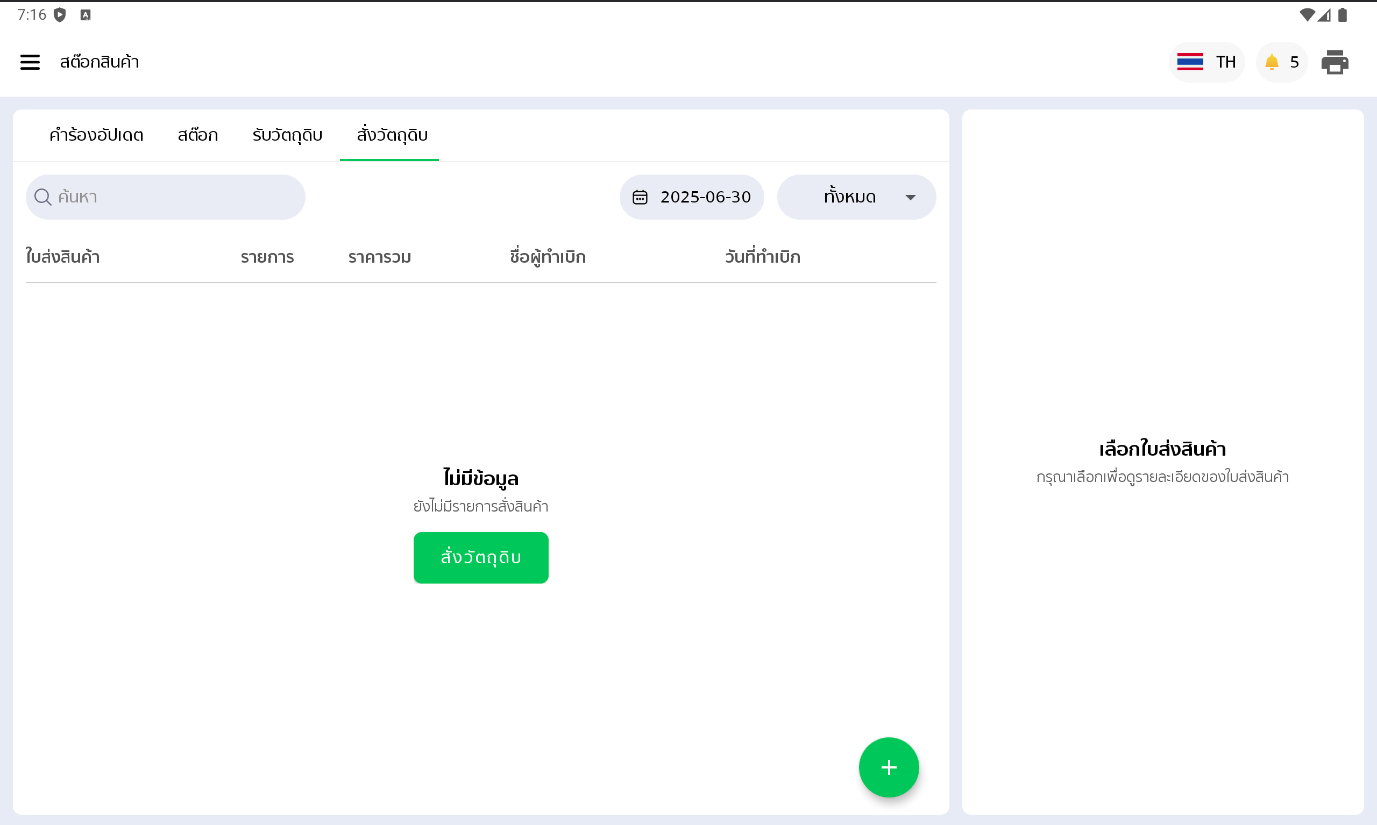 7:16
สต๊อกสินค้า
TH
5
คำร้องอัปเดต สต๊อก รับวัตถุดิบ สั่งวัตถุดิบ
ค้นหา
2025-06-30
ทั้งหมด
ใบส่งสินค้า รายการ ราคารวม ชื่อผู้ทำเบิก วันที่ทำเบิก
ไม่มีข้อมูล
ยังไม่มีรายการสั่งสินค้า
สั่งวัตถุดิบ
+
เลือกใบส่งสินค้า
กรุณาเลือกเพื่อดูรายละเอียดของใบส่งสินค้า